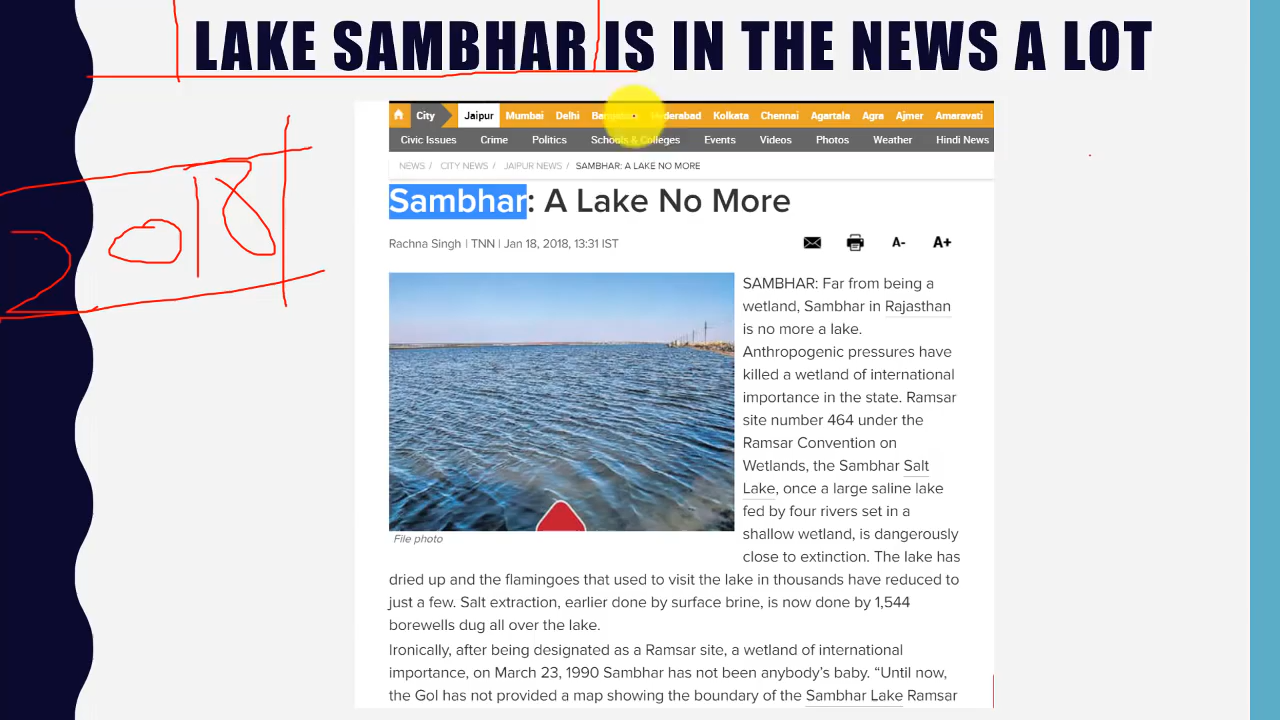 LAKE SAMBHAR IS IN THE NEWS A LOT
2018
City Jaipur Mumbai Delhi Kolkata Chennai Agartala Agra Ajmer Amaravati
Civic Issues Crime Politics Schools & Colleges Events Videos Photos Weather Hindi News
NEWS / CITY NEWS / JAIPUR NEWS / SAMBHAR: A LAKE NO MORE
Sambhar: A Lake No More
Rachna Singh | TNN | Jan 18, 2018, 13:31 IST
A- A+
SAMBHAR: Far from being a
wetland, Sambhar in Rajasthan
is no more a lake.
Anthropogenic pressures have
killed a wetland of international
importance in the state. Ramsar
site number 464 under the
Ramsar Convention on
Wetlands, the Sambhar Salt
Lake, once a large saline lake
fed by four rivers set in a
shallow wetland, is dangerously
close to extinction. The lake has
File photo
dried up and the flamingoes that used to visit the lake in thousands have reduced to
just a few. Salt extraction, earlier done by surface brine, is now done by 1,544
borewells dug all over the lake.
Ironically, after being designated as a Ramsar site, a wetland of international
importance, on March 23, 1990 Sambhar has not been anybody's baby. “Until now,
the GoI has not provided a map showing the boundary of the Sambhar Lake Ramsar